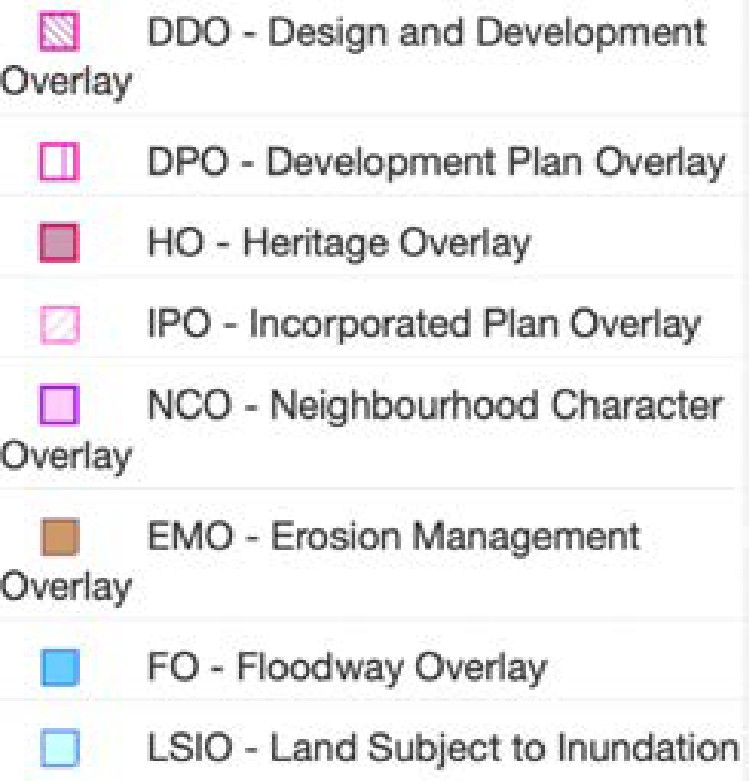 DDO - Design and Development
Overlay
DPO - Development Plan Overlay
HO - Heritage Overlay
IPO - Incorporated Plan Overlay
NCO - Neighbourhood Character
Overlay
EMO - Erosion Management
Overlay
FO - Floodway Overlay
LSIO - Land Subject to Inundation